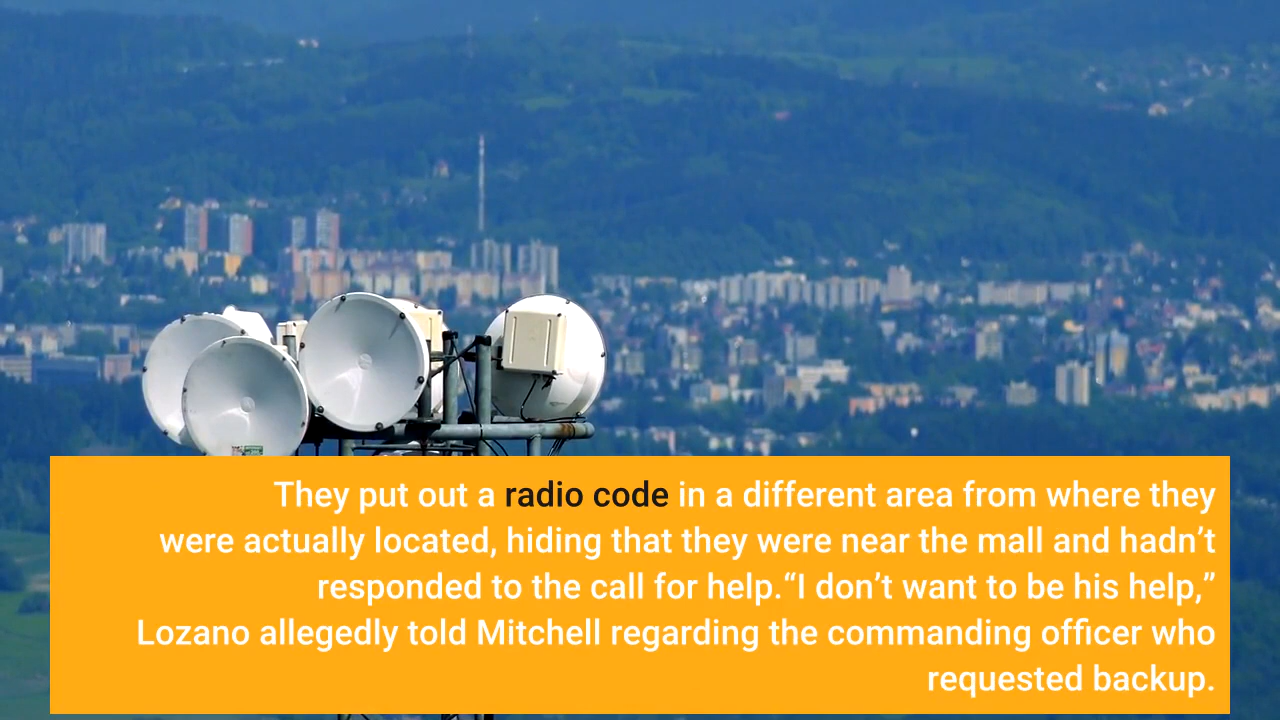 They put out a radio code in a different area from where they
were actually located, hiding that they were near the mall and hadn’t
responded to the call for help.“I don’t want to be his help,”
Lozano allegedly told Mitchell regarding the commanding officer who
requested backup.